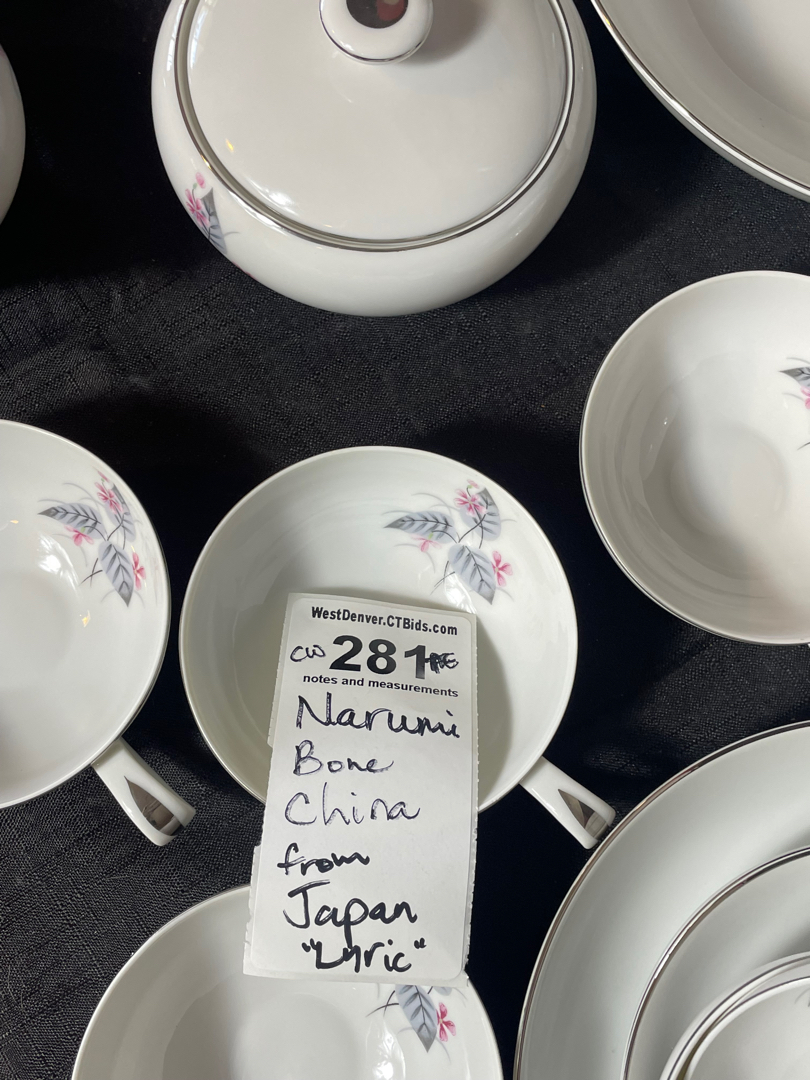 WestDenver.CTBids.com
CW 281
notes and measurements
Narumi
Bone
China
from
Japan
"Lyric"